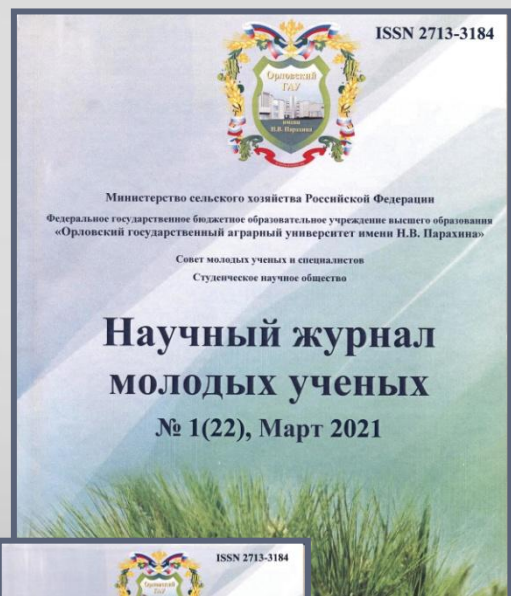 ISSN 2713-3184
Орловский
ГАУ
имени
Н.В. Парахина
Министерство сельского хозяйства Российской Федерации
Федеральное государственное бюджетное образовательное учреждение высшего образования
«Орловский государственный аграрный университет имени Н.В. Парахина»
Совет молодых ученых и специалистов
Студенческое научное общество
Научный журнал
молодых ученых
№ 1(22), Март 2021
ISSN 2713-3184
Орловский
ГАУ